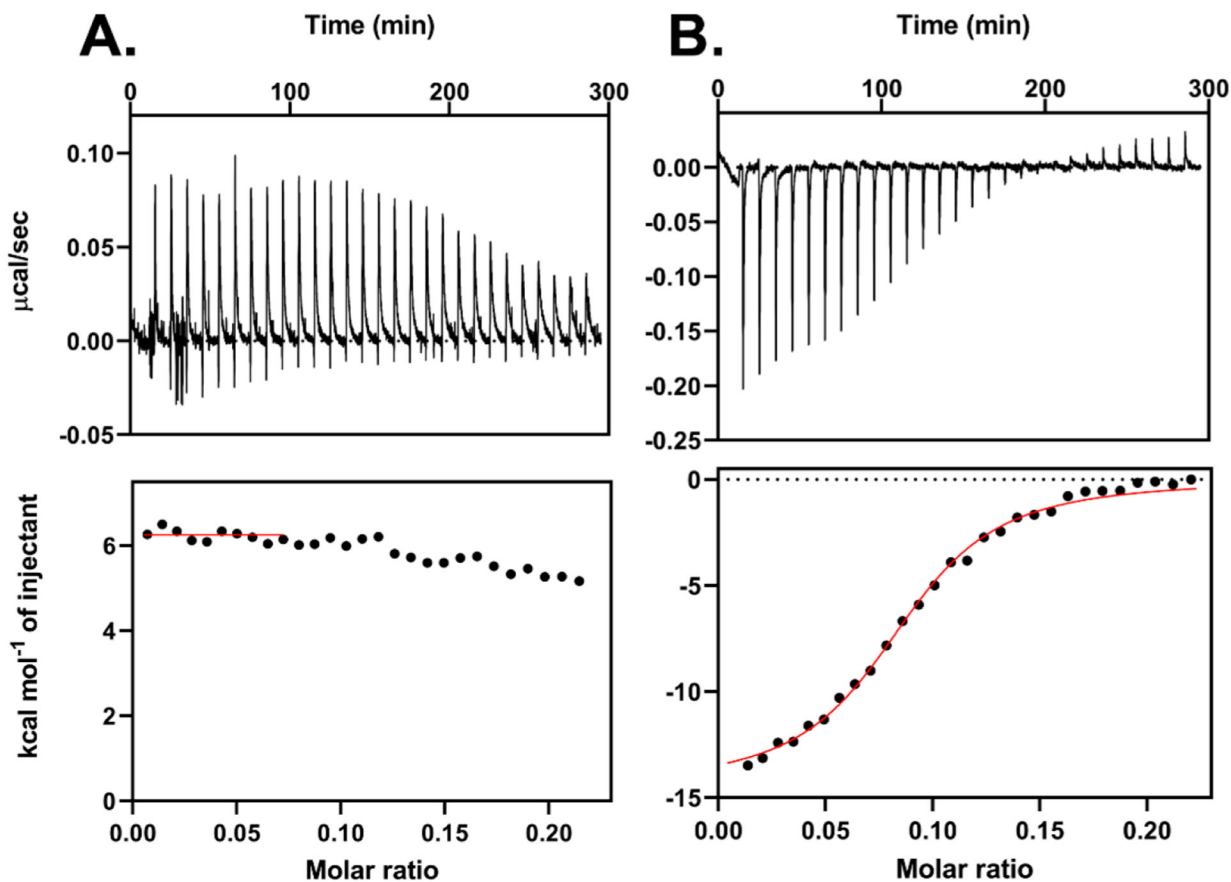 A.
Time (min)
0 100 200 300
μcal/sec
0.10
0.05
0.00
-0.05
kcal mol-1 of injectant
6
4
2
0
0.00 0.05 0.10 0.15 0.20
Molar ratio
B.
Time (min)
0 100 200 300
0.00
-0.05
-0.10
-0.15
-0.20
-0.25
0
-5
-10
-15
0.00 0.05 0.10 0.15 0.20
Molar ratio